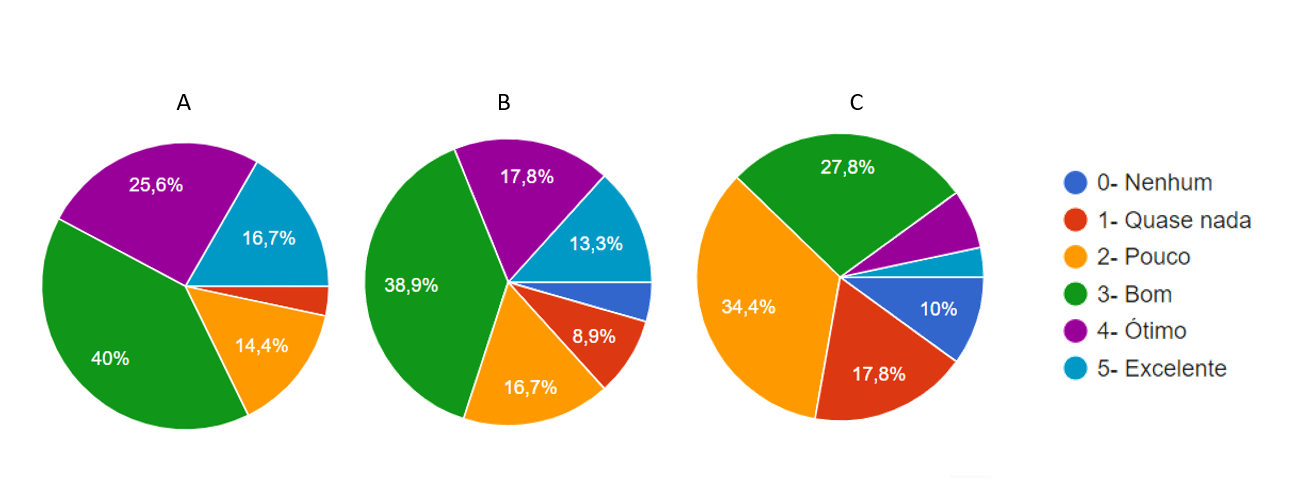 A
25,6%
16,7%
40%
14,4%
B
17,8%
13,3%
38,9%
8,9%
16,7%
C
27,8%
34,4%
10%
17,8%
0- Nenhum
1- Quase nada
2- Pouco
3- Bom
4- Ótimo
5- Excelente